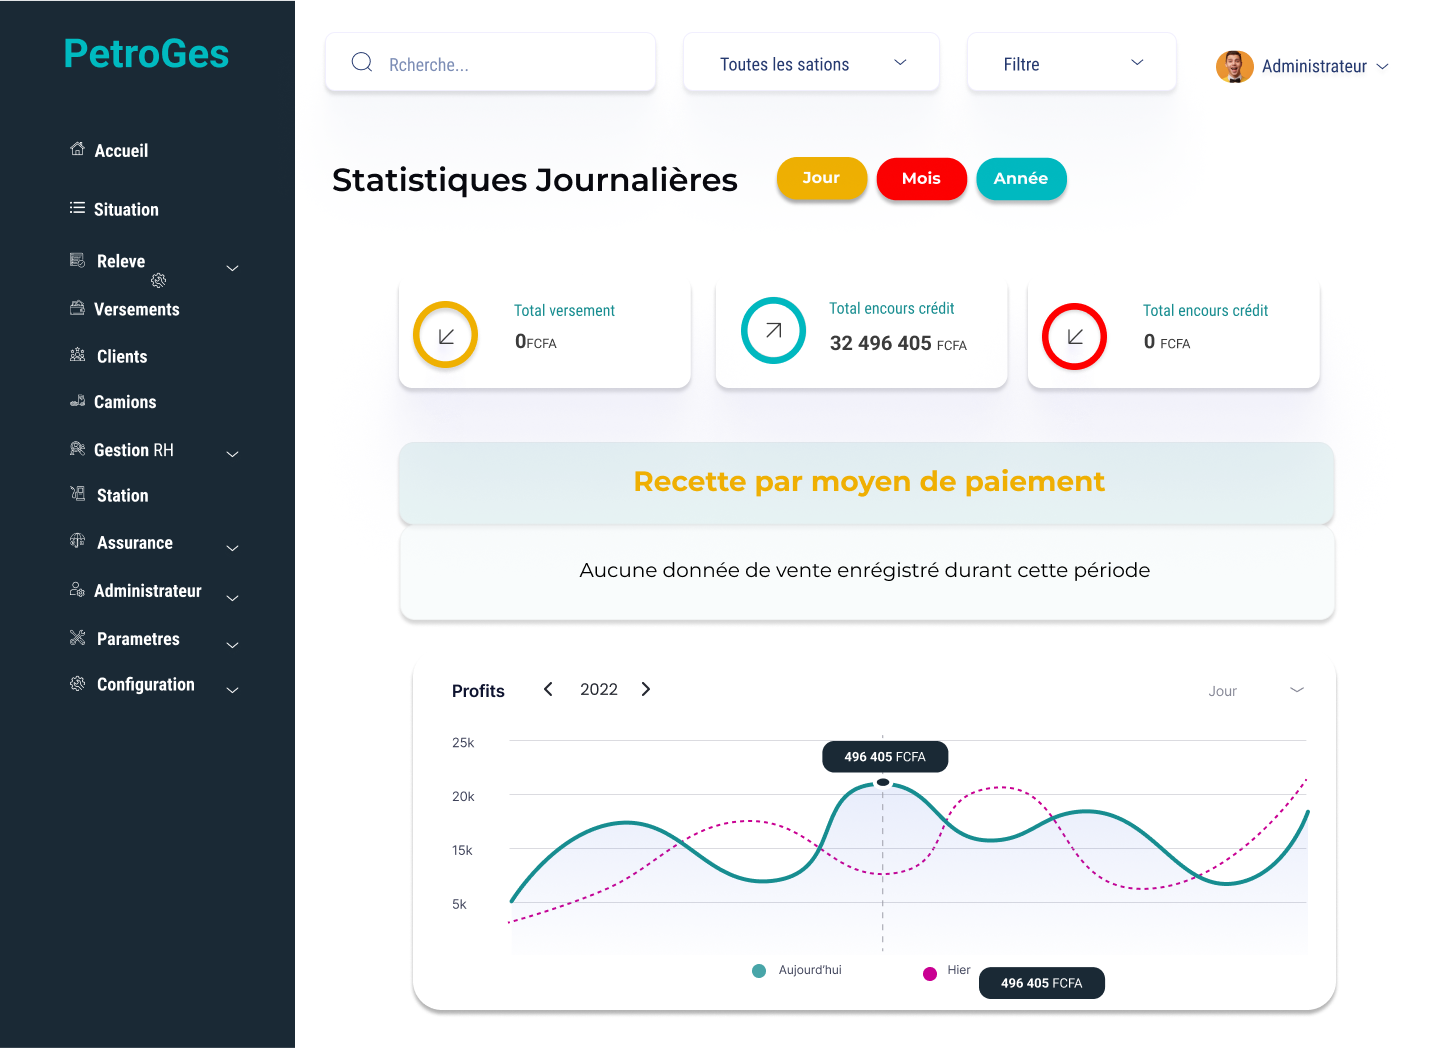 PetroGes
Rcherche...
Toutes les sations
Filtre
Administrateur
Accueil
Situation
Releve
Versements
Clients
Camions
Gestion RH
Station
Assurance
Administrateur
Parametres
Configuration
Statistiques Journalières
Jour
Mois
Année
Total versement
0FCFA
Total encours crédit
32 496 405 FCFA
Total encours crédit
0 FCFA
Recette par moyen de paiement
Aucune donnée de vente enrégistré durant cette période
Profits
2022
Jour
25k
20k
15k
5k
496 405 FCFA
Aujourd'hui
Hier
496 405 FCFA